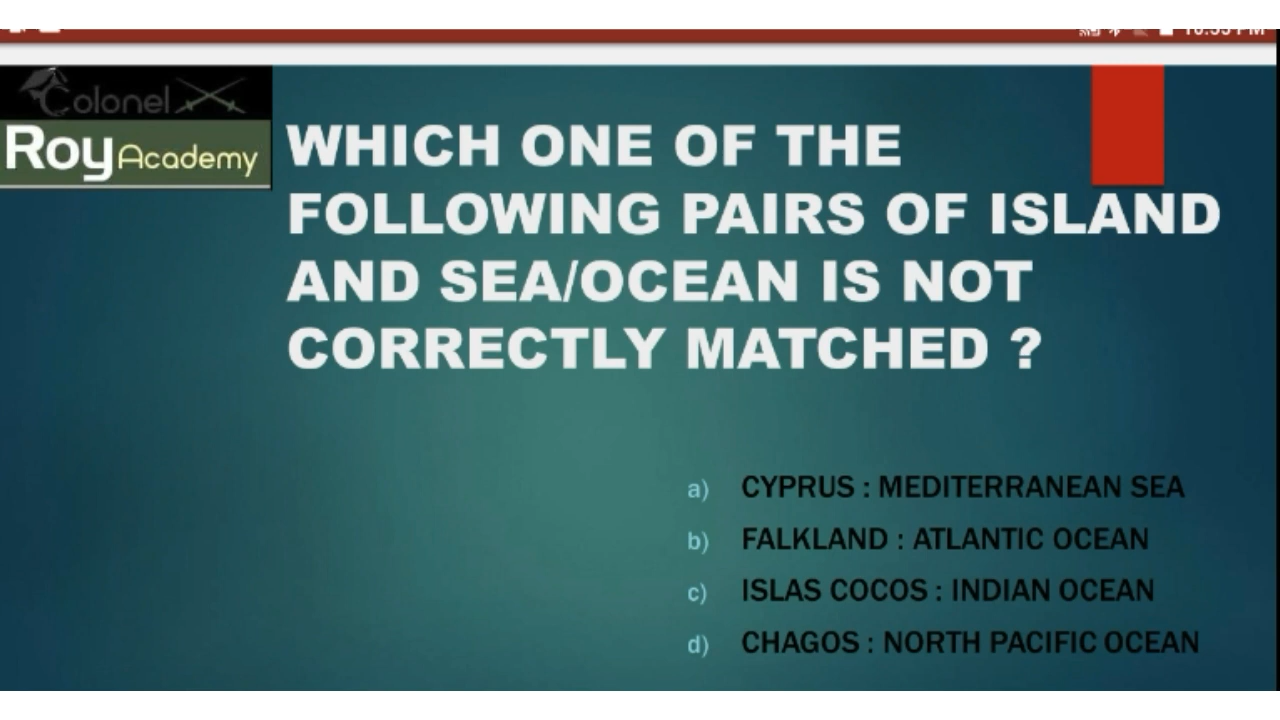 Colonel
Roy Academy
WHICH ONE OF THE
FOLLOWING PAIRS OF ISLAND
AND SEA/OCEAN IS NOT
CORRECTLY MATCHED ?
a) CYPRUS : MEDITERRANEAN SEA
b) FALKLAND : ATLANTIC OCEAN
c) ISLAS COCOS : INDIAN OCEAN
d) CHAGOS : NORTH PACIFIC OCEAN